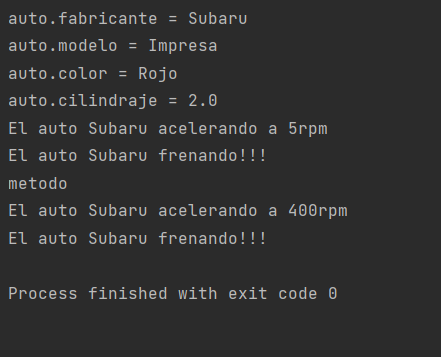 auto.fabricante = Subaru
auto.modelo = Impresa
auto.color = Rojo
auto.cilindraje = 2.0
El auto Subaru acelerando a 5rpm
El auto Subaru frenando!!!
metodo
El auto Subaru acelerando a 400rpm
El auto Subaru frenando!!!
Process finished with exit code 0